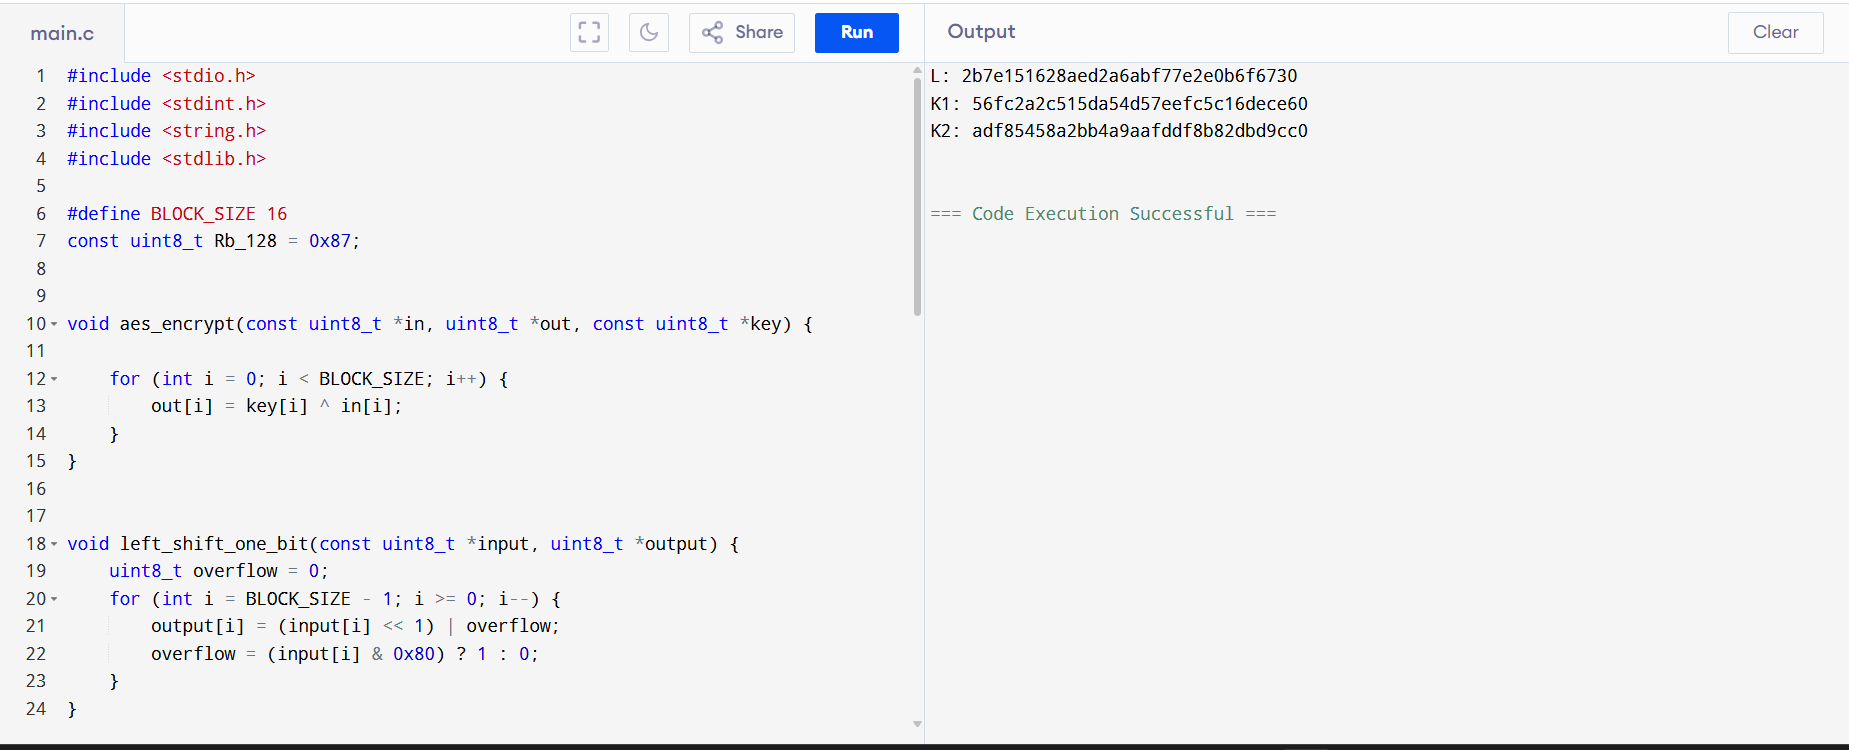 main.c
Share
Run
Output
Clear
1 #include <stdio.h>
2 #include <stdint.h>
3 #include <string.h>
4 #include <stdlib.h>
5
6 #define BLOCK_SIZE 16
7 const uint8_t Rb_128 = 0x87;
8
9
10 void aes_encrypt(const uint8_t *in, uint8_t *out, const uint8_t *key) {
11
12     for (int i = 0; i < BLOCK_SIZE; i++) {
13         out[i] = key[i] ^ in[i];
14     }
15 }
16
17
18 void left_shift_one_bit(const uint8_t *input, uint8_t *output) {
19     uint8_t overflow = 0;
20     for (int i = BLOCK_SIZE - 1; i >= 0; i--) {
21         output[i] = (input[i] << 1) | overflow;
22         overflow = (input[i] & 0x80) ? 1 : 0;
23     }
24 }
L: 2b7e151628aed2a6abf77e2e0b6f6730
K1: 56fc2a2c515da54d57eefc5c16dece60
K2: adf85458a2bb4a9aafddf8b82dbd9cc0
=== Code Execution Successful ===